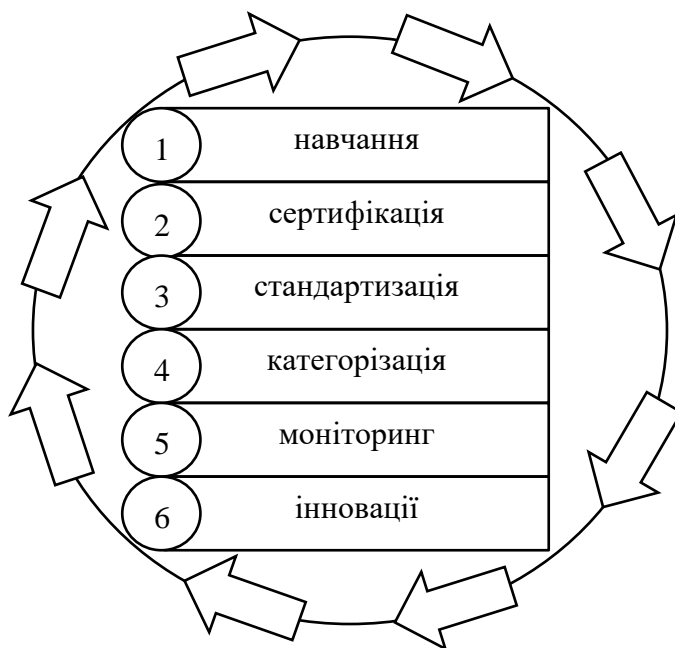 1 навчання
2 сертифікація
3 стандартизація
4 категорізація
5 моніторинг
6 інновації